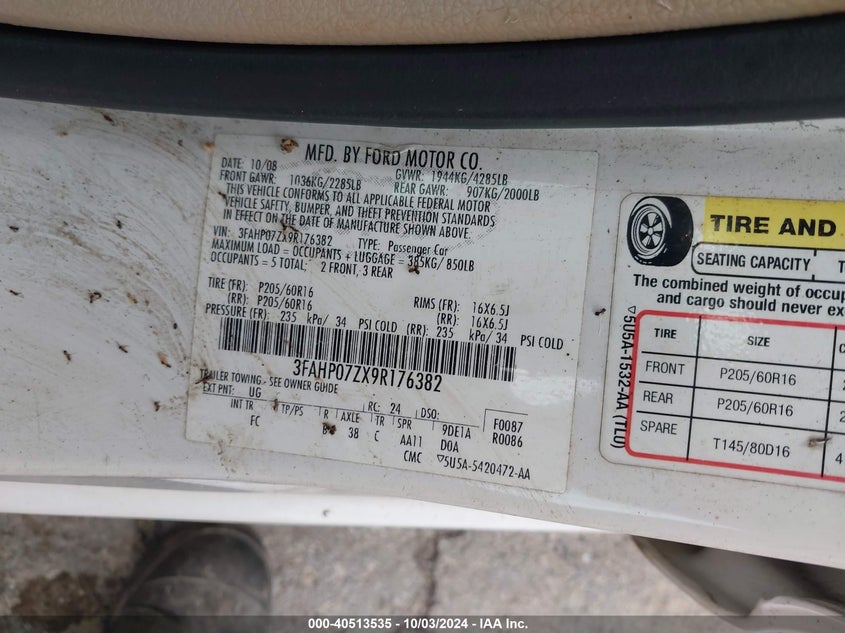 MFD. BY FORD MOTOR CO.
DATE: 10/08 GVWR: 1944KG/4285LB
FRONT GAWR: 1036KG/2285LB REAR GAWR: 907KG/2000LB
THIS VEHICLE CONFORMS TO ALL APPLICABLE FEDERAL MOTOR
VEHICLE SAFETY, BUMPER, AND THEFT PREVENTION STANDARDS
IN EFFECT ON THE DATE OF MANUFACTURE SHOWN ABOVE.
VIN: 3FAHP07ZX9R176382 TYPE: Passenger Car
MAXIMUM LOAD = OCCUPANTS + LUGGAGE = 385KG/ 850LB
OCCUPANTS = 5 TOTAL; 2 FRONT, 3 REAR
TIRE (FR): P205/60R16 RIMS (FR): 16X6.5J
(RR): P205/60R16 (RR): 16X6.5J
PRESSURE (FR): 235 kPa/ 34 PSI COLD (RR): 235 kPa/ 34 PSI COLD
3FAHP07ZX9R176382
TRAILER TOWING - SEE OWNER GUIDE
EXT PNT: UG RC: 24 DSO: F0087
INT TR TP/PS R AXLE TR SPR 9DE1A R0086
FC 38 C AA11 D0A
CMC ▽5U5A-5420472-AA
TIRE AND
SEATING CAPACITY T
The combined weight of occup
and cargo should never exc
TIRE SIZE C
FRONT P205/60R16 2
REAR P205/60R16 2
SPARE T145/80D16 4
▽5U5A-1532-AA (TL0)
000-40513535 - 10/03/2024 - IAA Inc.